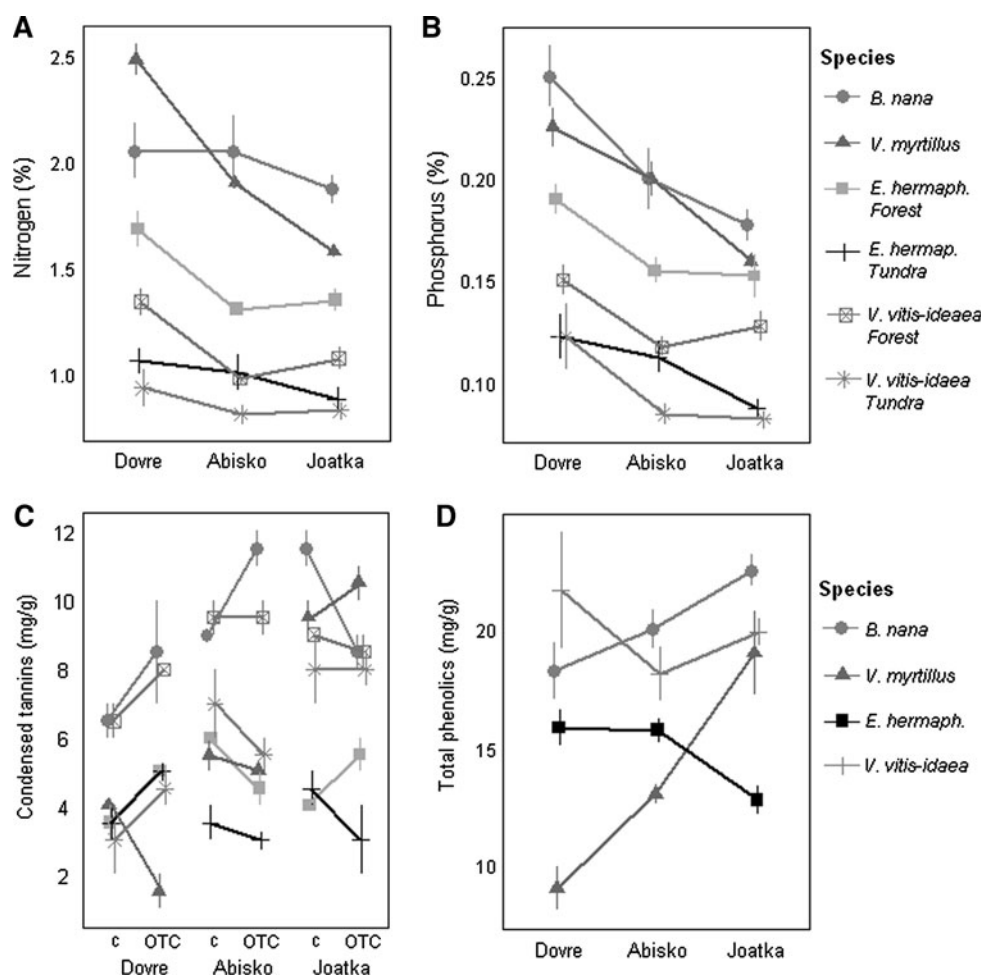 A
Nitrogen (%)
2.5
2.0
1.5
1.0
Dovre Abisko Joatka
B
Phosphorus (%)
0.25
0.20
0.15
0.10
Dovre Abisko Joatka
Species
B. nana
V. myrtillus
E. hermaph.
Forest
E. hermap.
Tundra
V. vitis-ideaea
Forest
V. vitis-idaea
Tundra
C
Condensed tannins (mg/g)
12
10
8
6
4
2
c OTC c OTC c OTC
Dovre Abisko Joatka
D
Total phenolics (mg/g)
20
15
10
Dovre Abisko Joatka
Species
B. nana
V. myrtillus
E. hermaph.
V. vitis-idaea